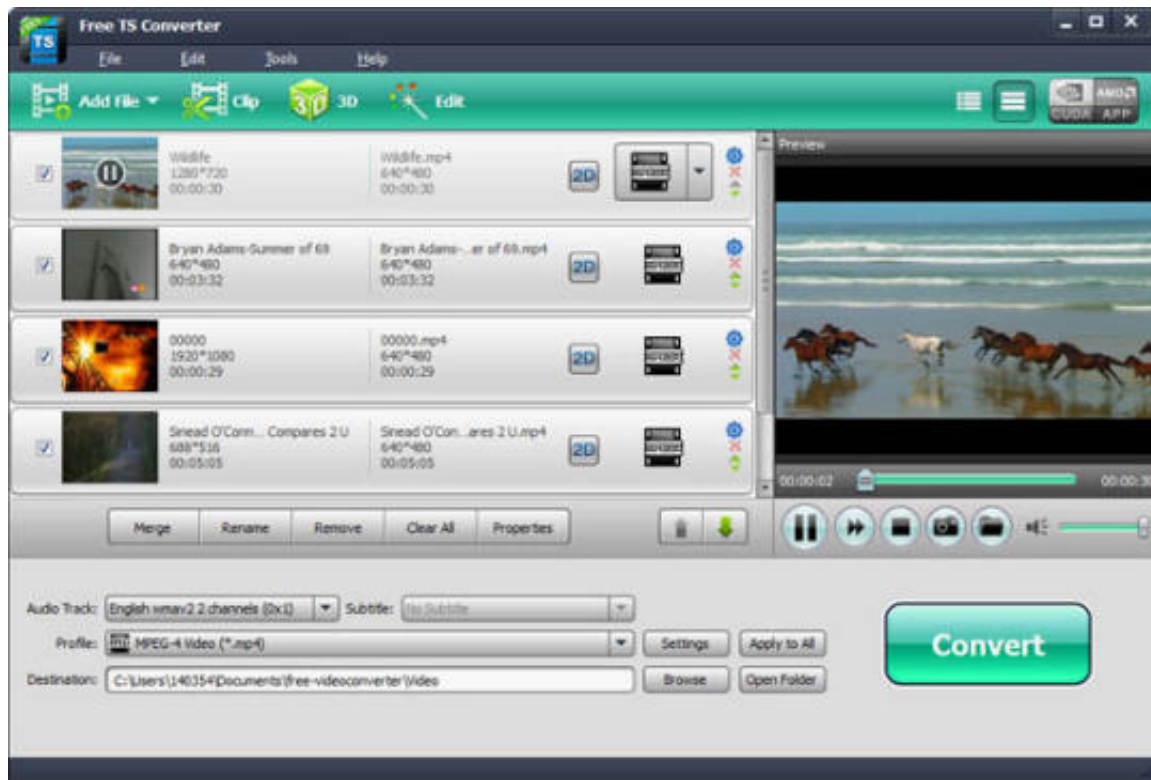 TS
Free TS Converter
File Edit Tools Help
Add File Clip 3D 3D Edit
CUDA AMD APP
Wildlife
1280*720
00:00:30
Wildlife.mp4
640*480
00:00:30
2D
Bryan Adams-Summer of 69
640*480
00:03:32
Bryan Adams-...er of 69.mp4
640*480
00:03:32
2D
00000
1920*1080
00:00:29
00000.mp4
640*480
00:00:29
2D
Sinead O'Conn... Compares 2 U
688*516
00:05:05
Sinead O'Con...ares 2 U.mp4
640*480
00:05:05
2D
Merge Rename Remove Clear All Properties
Preview
00:00:02 00:00:30
Audio Track: English wmav2 2 channels (0x1) Subtitle: No Subtitle
Profile: MPEG-4 Video (*.mp4) Settings Apply to All
Destination: C:\Users\140354\Documents\free-videoconverter\Video Browse Open Folder
Convert